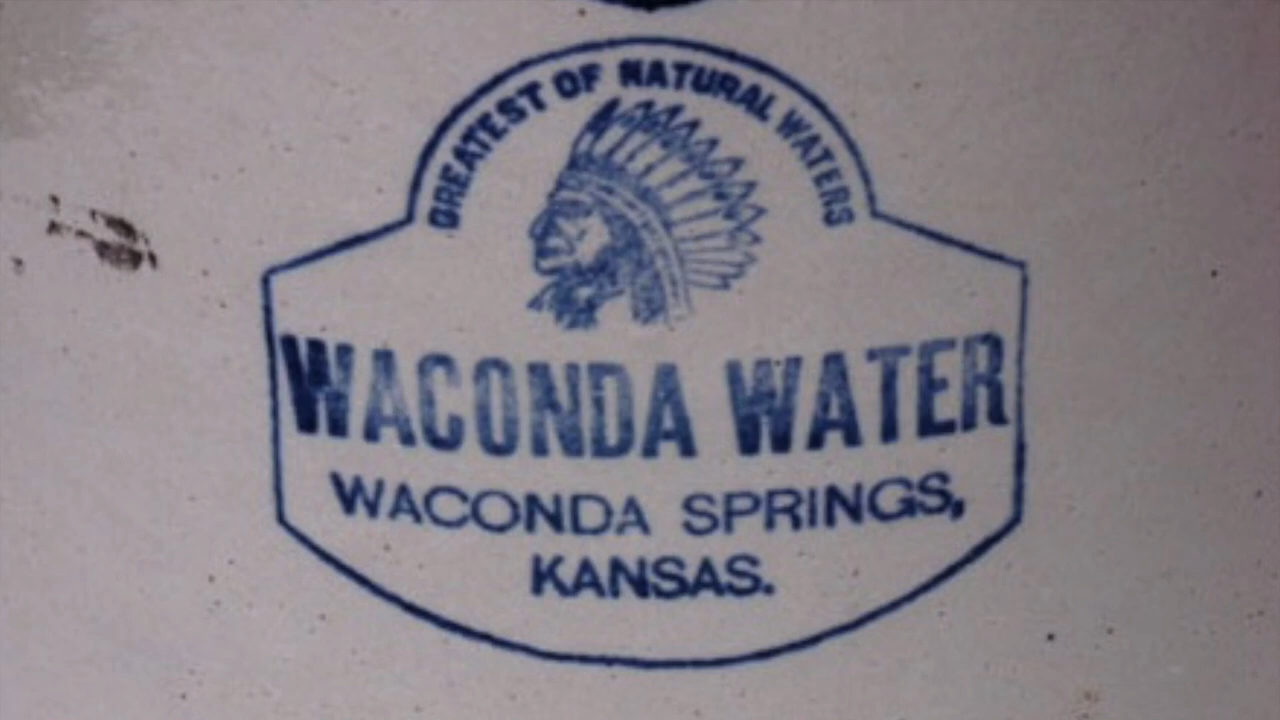 GREATEST OF NATURAL WATERS
WACONDA WATER
WACONDA SPRINGS,
KANSAS.